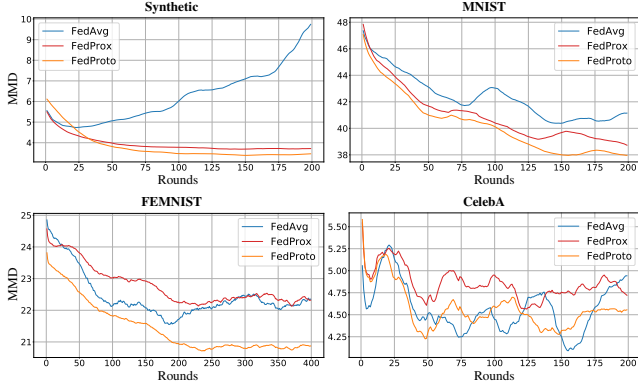 Synthetic
MNIST
10
9
8
7
6
5
4
MMD
FedAvg
FedProx
FedProto
0 25 50 75 100 125 150 175 200
Rounds
48
46
44
42
40
38
FedAvg
FedProx
FedProto
0 25 50 75 100 125 150 175 200
Rounds
FEMNIST
CelebA
25
24
23
22
21
MMD
FedAvg
FedProx
FedProto
0 50 100 150 200 250 300 350 400
Rounds
5.50
5.25
5.00
4.75
4.50
4.25
FedAvg
FedProx
FedProto
0 25 50 75 100 125 150 175 200
Rounds